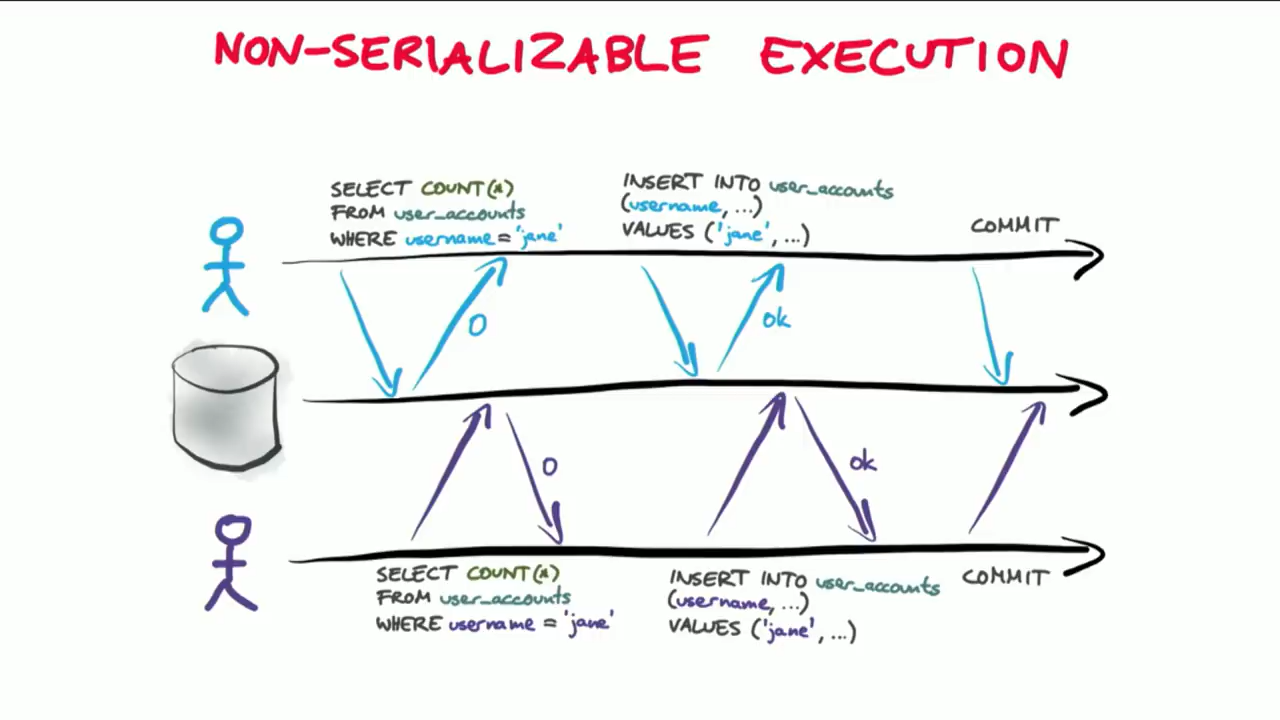 NON-SERIALIZABLE EXECUTION
SELECT COUNT(*)
FROM user_accounts
WHERE username = 'jane'
INSERT INTO user_accounts
(username, ...)
VALUES ('jane', ...)
COMMIT
0
ok
0
ok
SELECT COUNT(*)
FROM user_accounts
WHERE username = 'jane'
INSERT INTO user_accounts
(username, ...)
VALUES ('jane', ...)
COMMIT